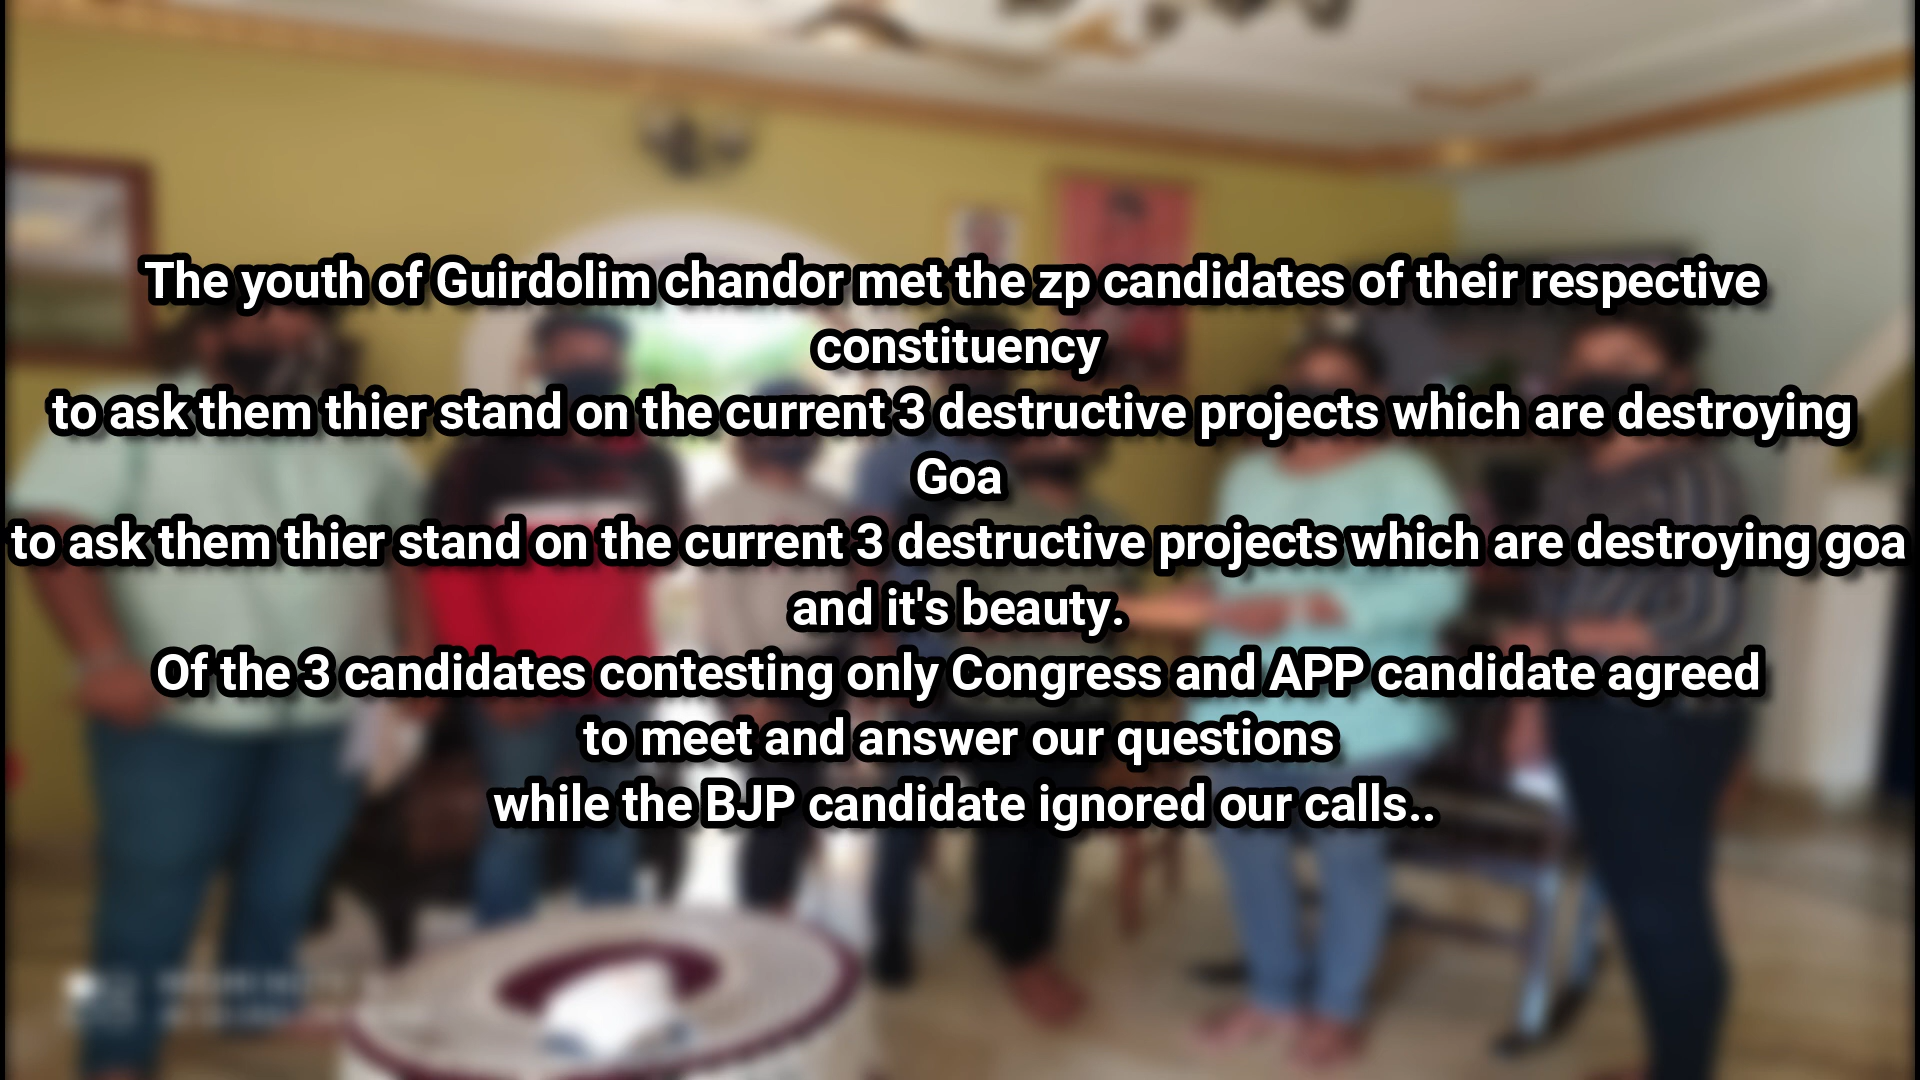 The youth of Guirdolim chandor met the zp candidates of their respective
constituency
to ask them thier stand on the current 3 destructive projects which are destroying
Goa
to ask them thier stand on the current 3 destructive projects which are destroying goa
and it's beauty.
Of the 3 candidates contesting only Congress and APP candidate agreed
to meet and answer our questions
while the BJP candidate ignored our calls..